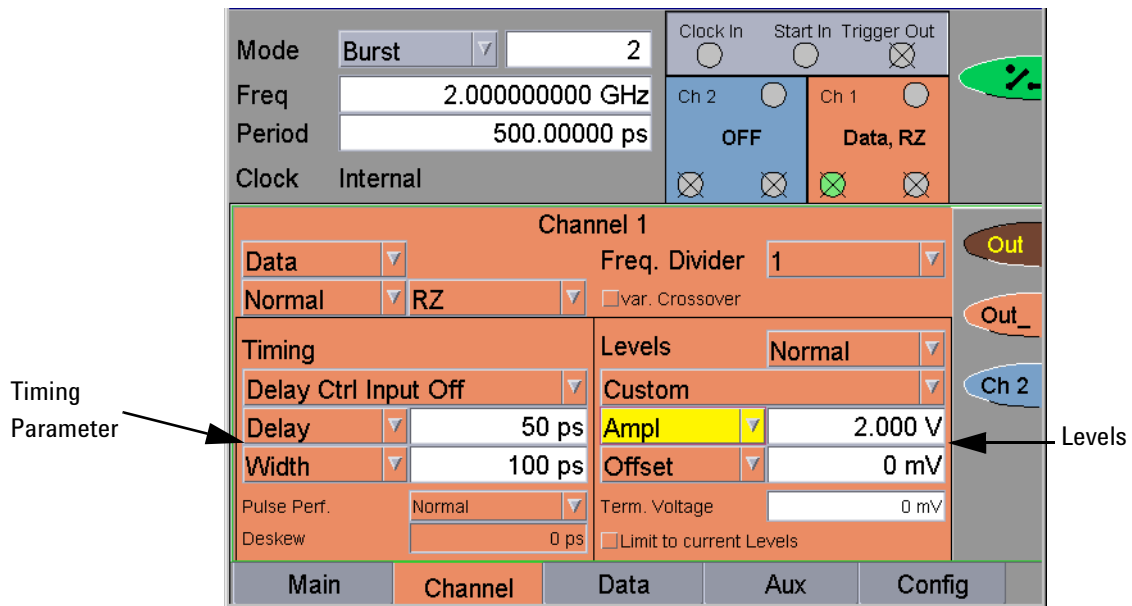 Mode Burst 2
Freq 2.000000000 GHz
Period 500.00000 ps
Clock Internal
Clock In Start In Trigger Out
Ch 2 Ch 1
OFF Data, RZ
Channel 1
Data Freq. Divider 1
Normal RZ var. Crossover
Timing Levels Normal
Delay Ctrl Input Off Custom
Delay 50 ps Ampl 2.000 V
Width 100 ps Offset 0 mV
Pulse Perf. Normal Term. Voltage 0 mV
Deskew 0 ps Limit to current Levels
Main Channel Data Aux Config
Out
Out_
Ch 2
Timing
Parameter
Levels